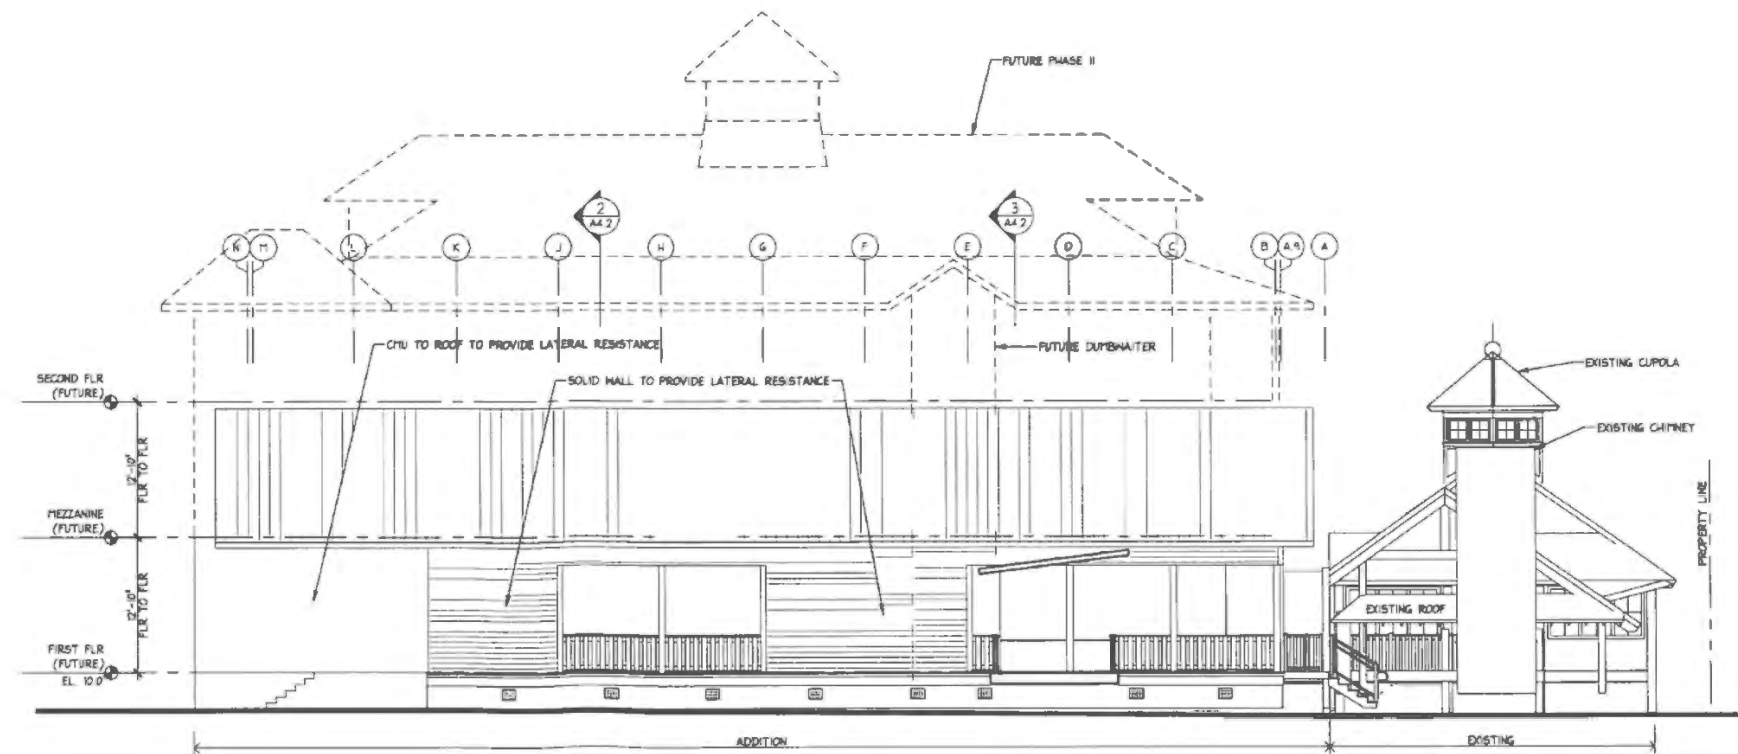 FUTURE PHASE II
2
A4.2
3
A4.2
N M L K J H G F E D C B A.9 A
CMU TO ROOF TO PROVIDE LATERAL RESISTANCE
FUTURE DUMBWAITER
SOLID WALL TO PROVIDE LATERAL RESISTANCE
SECOND FLR
(FUTURE)
EXISTING CUPOLA
EXISTING CHIMNEY
12'-10"
FLR TO FLR
MEZZANINE
(FUTURE)
PROPERTY LINE
12'-10"
FLR TO FLR
EXISTING ROOF
FIRST FLR
(FUTURE)
EL. 10.0
ADDITION
EXISTING